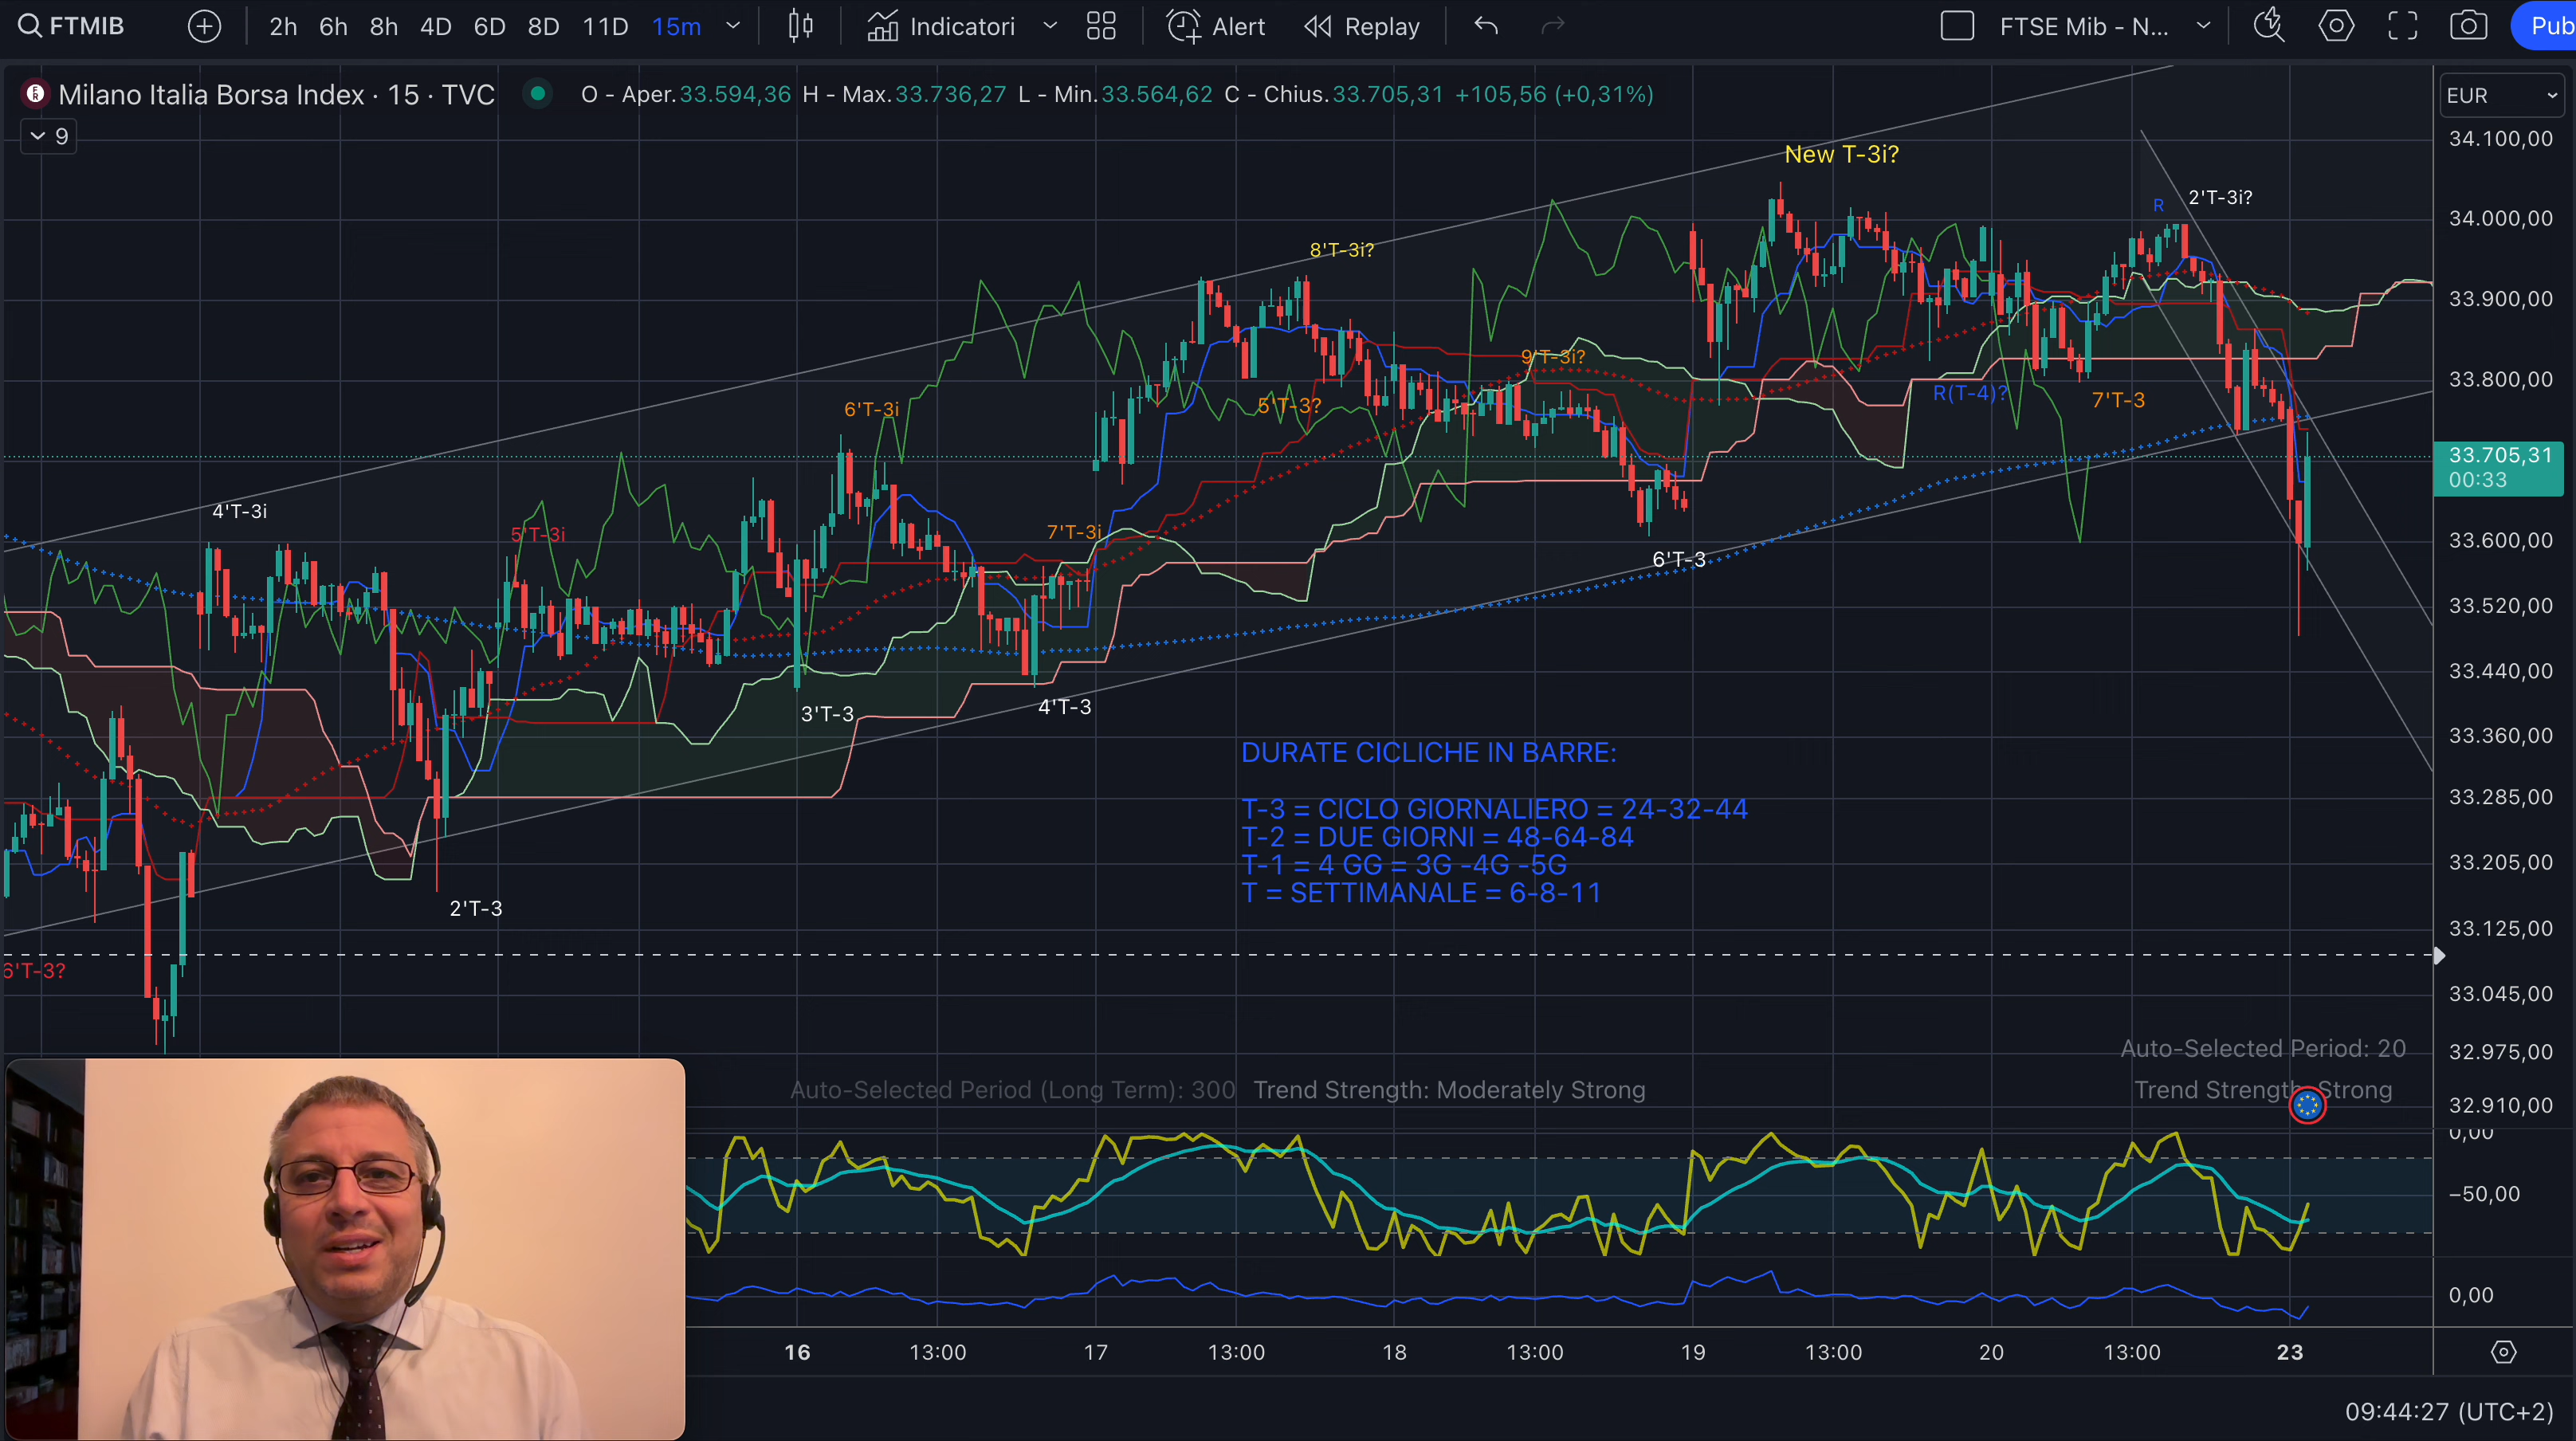 FTMIB 2h 6h 8h 4D 6D 8D 11D 15m Indicatori Alert Replay FTSE Mib - N... Pub
Milano Italia Borsa Index · 15 · TVC O - Aper.33.594,36 H - Max.33.736,27 L - Min.33.564,62 C - Chius.33.705,31 +105,56 (+0,31%)
EUR
9
34.100,00
New T-3i?
R 2'T-3i?
34.000,00
8'T-3i?
33.900,00
9'T-3i?
33.800,00
R(T-4)?
7'T-3
5'T-3?
6'T-3i
33.705,31
00:33
4'T-3i
5'T-3i
7'T-3i
33.600,00
6'T-3
33.520,00
33.440,00
3'T-3
4'T-3
33.360,00
DURATE CICLICHE IN BARRE:
33.285,00
T-3 = CICLO GIORNALIERO = 24-32-44
T-2 = DUE GIORNI = 48-64-84
T-1 = 4 GG = 3G -4G -5G
T = SETTIMANALE = 6-8-11
33.205,00
2'T-3
33.125,00
6'T-3?
33.045,00
Auto-Selected Period: 20
32.975,00
Auto-Selected Period (Long Term): 300 Trend Strength: Moderately Strong
Trend Strength: Strong
32.910,00
0,00
−50,00
0,00
16 13:00 17 13:00 18 13:00 19 13:00 20 13:00 23
09:44:27 (UTC+2)